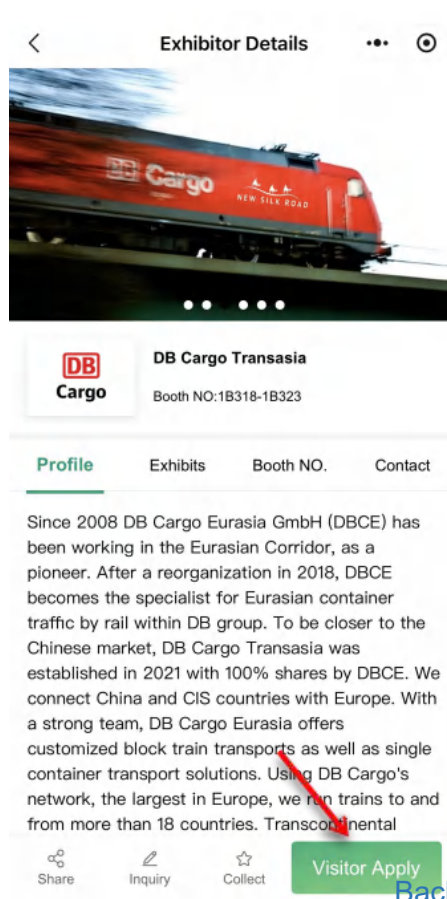 Exhibitor Details
DB Cargo
NEW SILK ROAD
DB
Cargo
DB Cargo Transasia
Booth NO:1B318-1B323
Profile Exhibits Booth NO. Contact
Since 2008 DB Cargo Eurasia GmbH (DBCE) has
been working in the Eurasian Corridor, as a
pioneer. After a reorganization in 2018, DBCE
becomes the specialist for Eurasian container
traffic by rail within DB group. To be closer to the
Chinese market, DB Cargo Transasia was
established in 2021 with 100% shares by DBCE. We
connect China and CIS countries with Europe. With
a strong team, DB Cargo Eurasia offers
customized block train transports as well as single
container transport solutions. Using DB Cargo's
network, the largest in Europe, we run trains to and
from more than 18 countries. Transcontinental
Share Inquiry Collect Visitor Apply
Bac